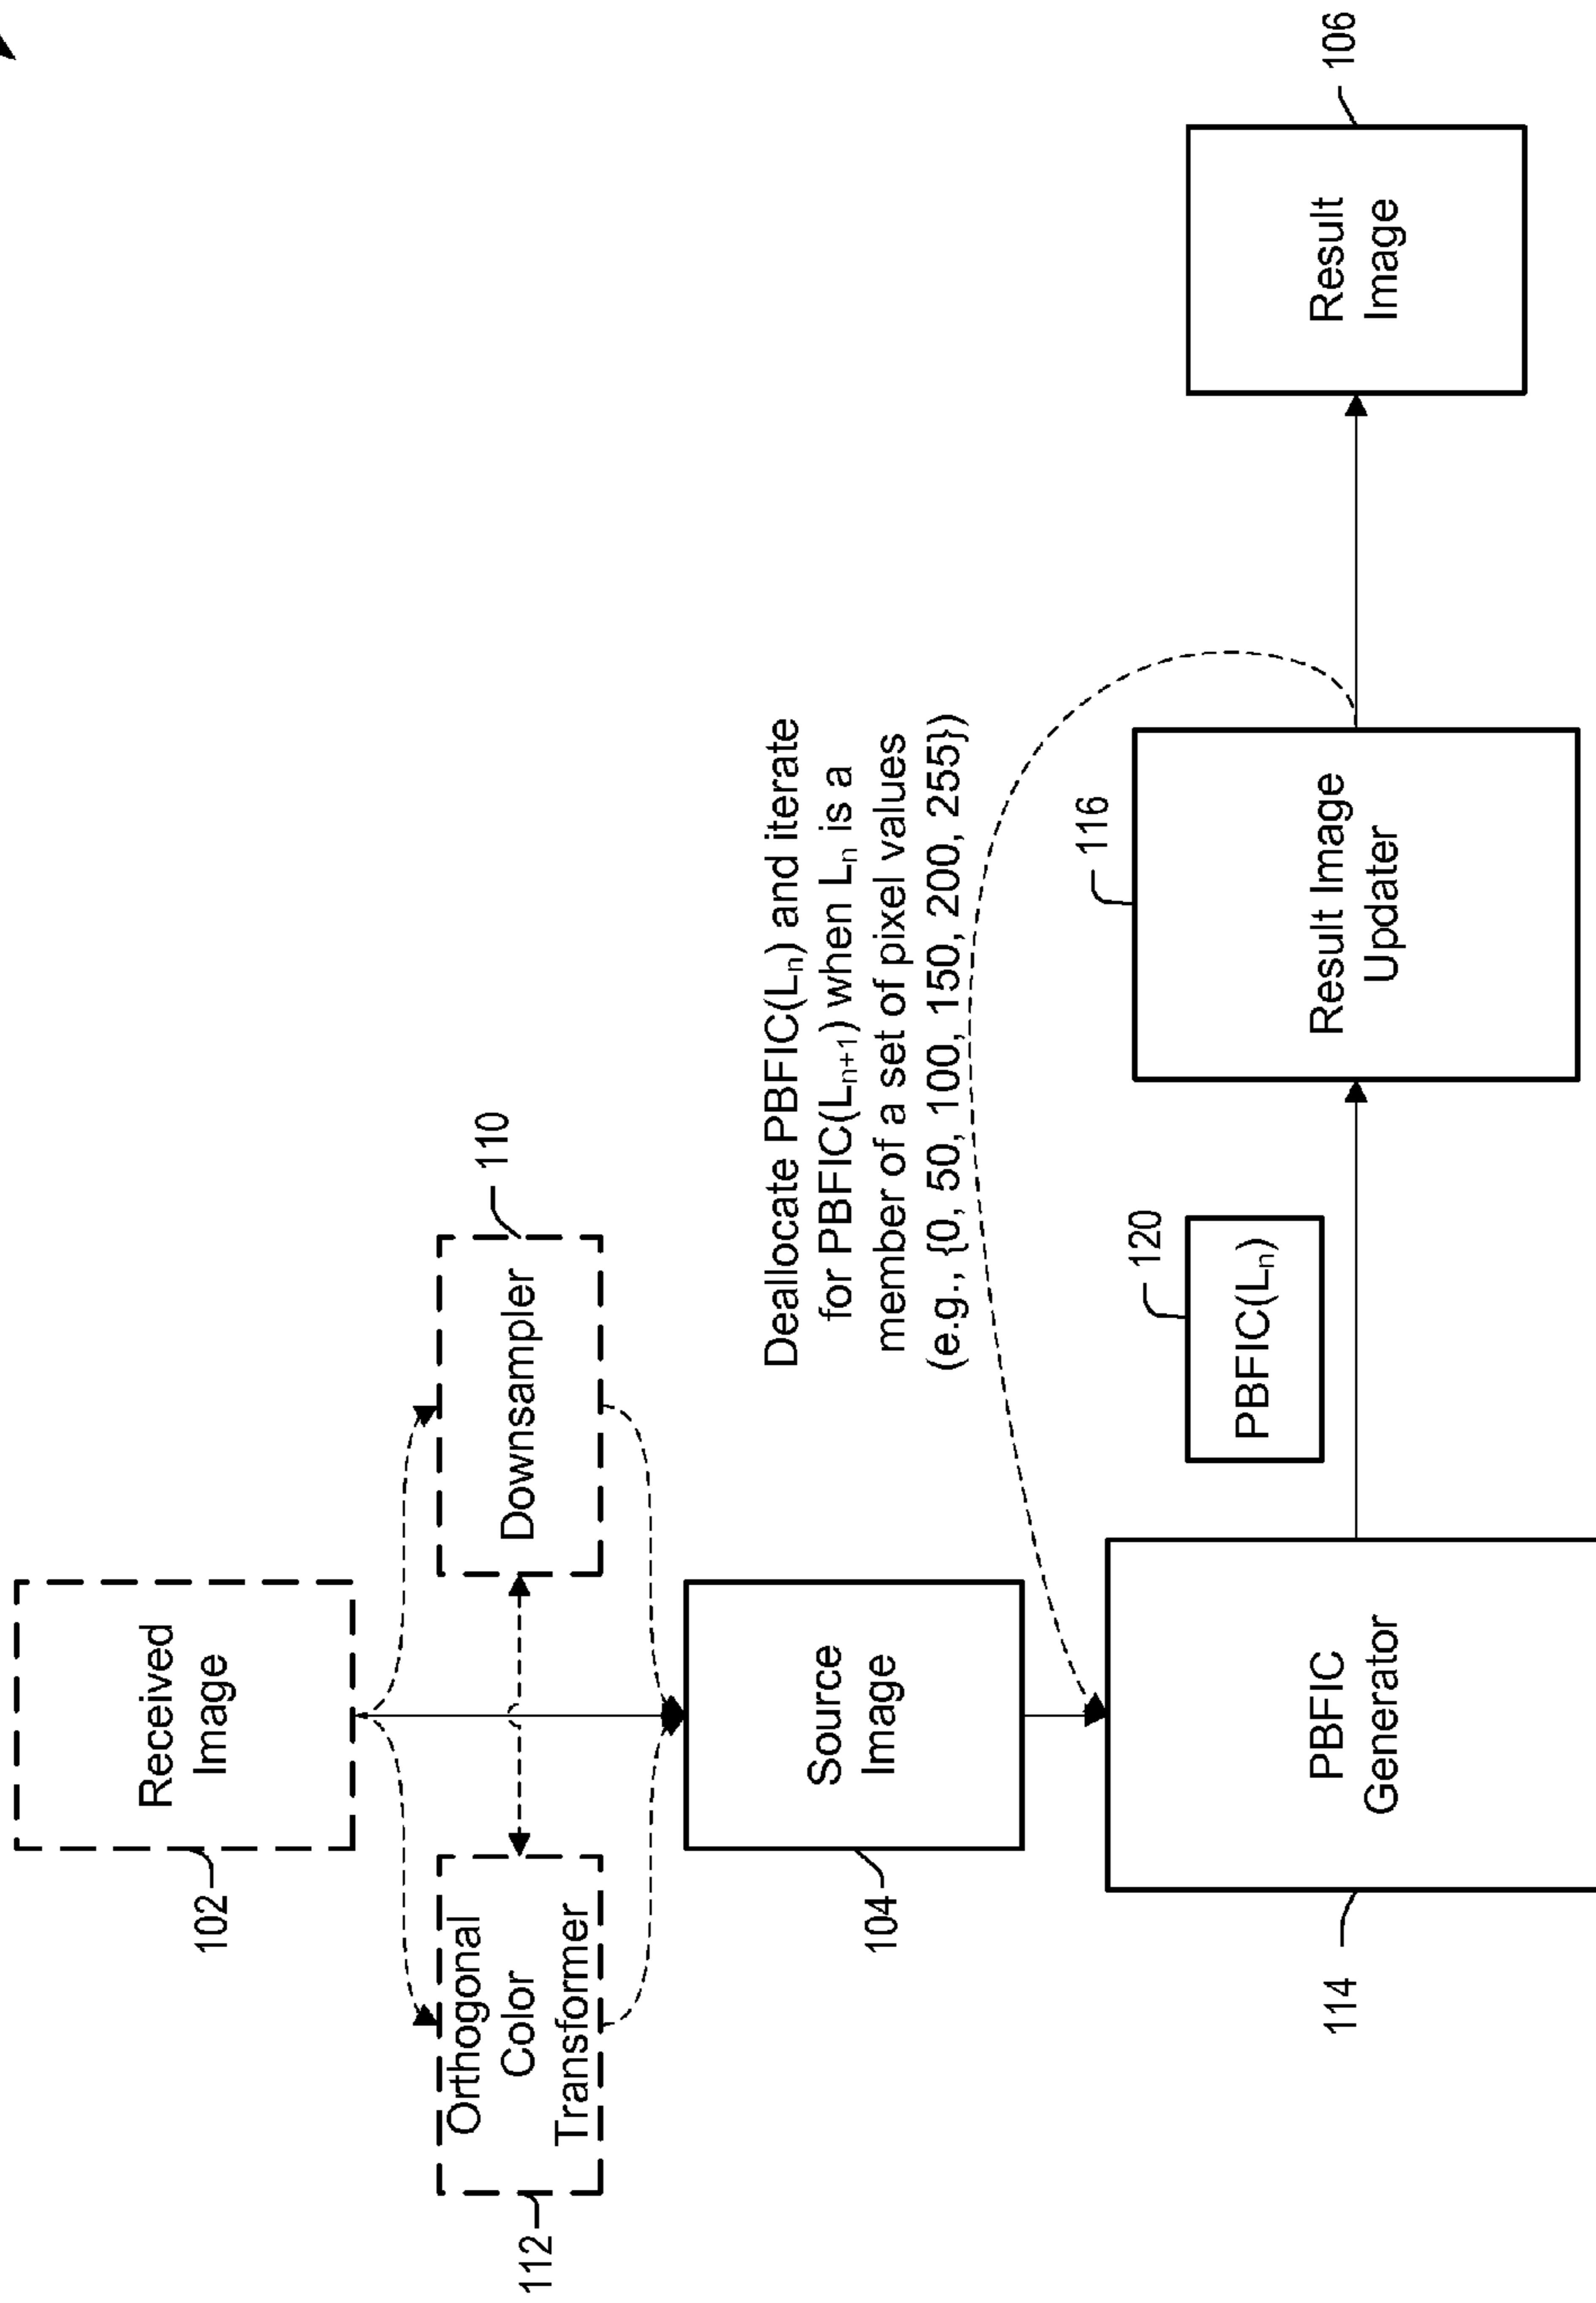 Received
Image
102
Orthogonal
Color
Transformer
112
Downsampler
110
Source
Image
104
Deallocate PBFIC(Lₙ) and iterate
for PBFIC(Lₙ₊₁) when Lₙ is a
member of a set of pixel values
(e.g., {0, 50, 100, 150, 200, 255})
PBFIC
Generator
114
PBFIC(Lₙ)
120
Result Image
Updater
116
Result
Image
106